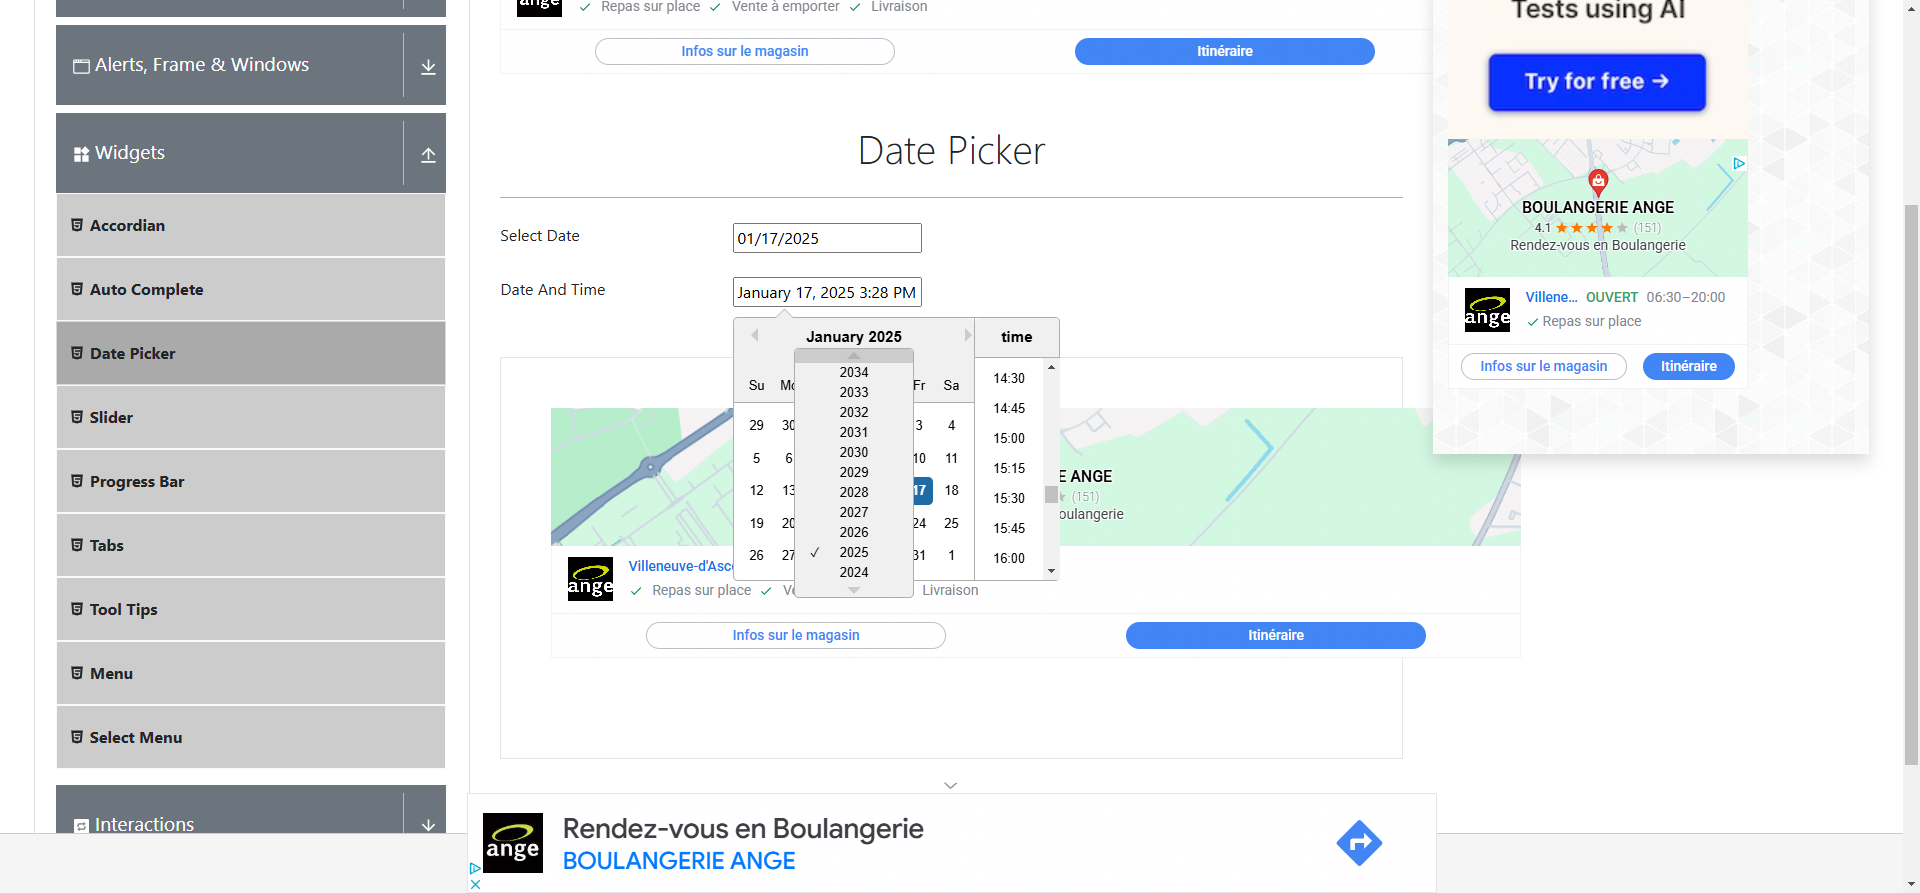 ange
Repas sur place Vente à emporter Livraison
Infos sur le magasin
Itinéraire
Tests using AI
Try for free →
Alerts, Frame & Windows
Widgets
Accordian
Auto Complete
Date Picker
Slider
Progress Bar
Tabs
Tool Tips
Menu
Select Menu
Interactions
Date Picker
Select Date
01/17/2025
Date And Time
January 17, 2025 3:28 PM
January 2025
time
Su Mo Fr Sa
29 30 3 4
5 6 10 11
12 13 17 18
19 20 24 25
26 27 31 1
2034
2033
2032
2031
2030
2029
2028
2027
2026
✓ 2025
2024
14:30
14:45
15:00
15:15
15:30
15:45
16:00
E ANGE
(151)
oulangerie
ange
Villeneuve-d'Asc
Repas sur place Ve Livraison
Infos sur le magasin
Itinéraire
BOULANGERIE ANGE
4.1 (151)
Rendez-vous en Boulangerie
ange
Villene... OUVERT 06:30–20:00
Repas sur place
Infos sur le magasin
Itinéraire
ange
Rendez-vous en Boulangerie
BOULANGERIE ANGE